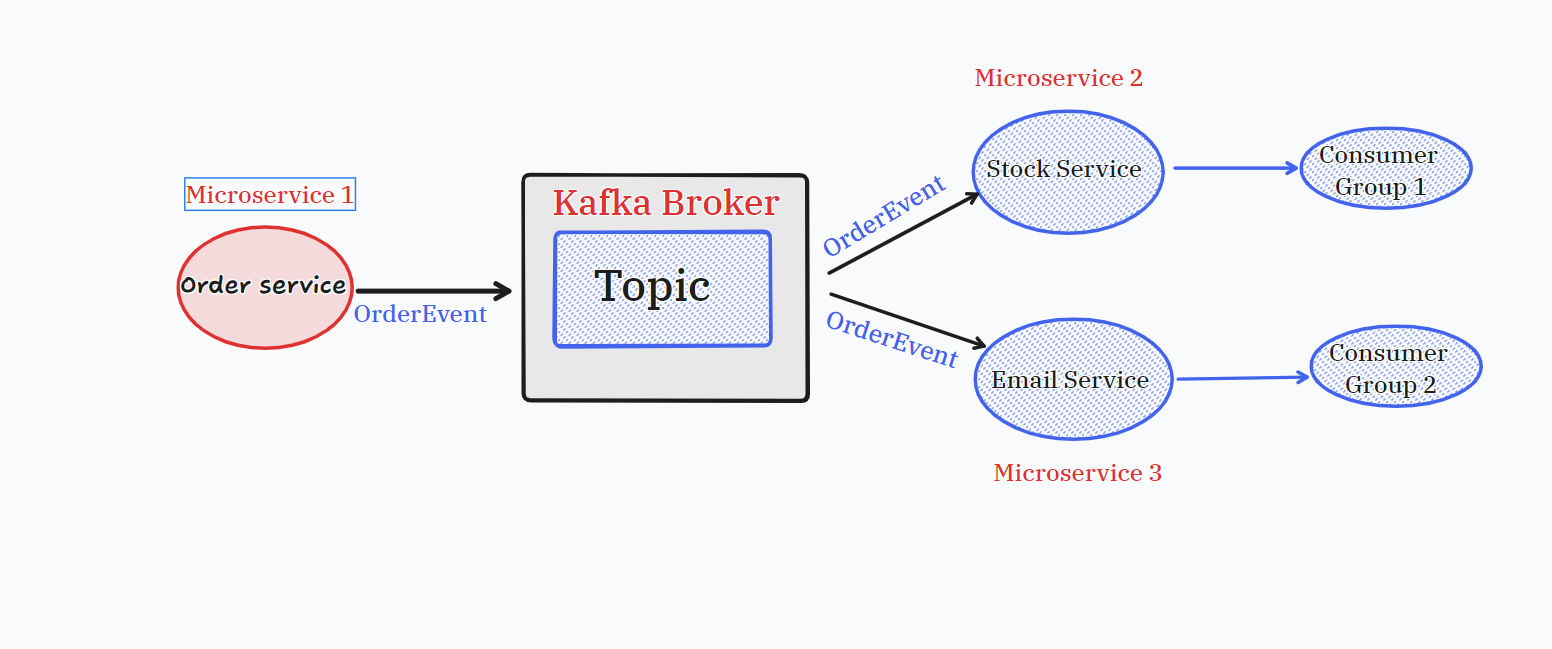 Microservice 1
Order service
OrderEvent
Kafka Broker
Topic
OrderEvent
OrderEvent
Microservice 2
Stock Service
Consumer
Group 1
Email Service
Consumer
Group 2
Microservice 3